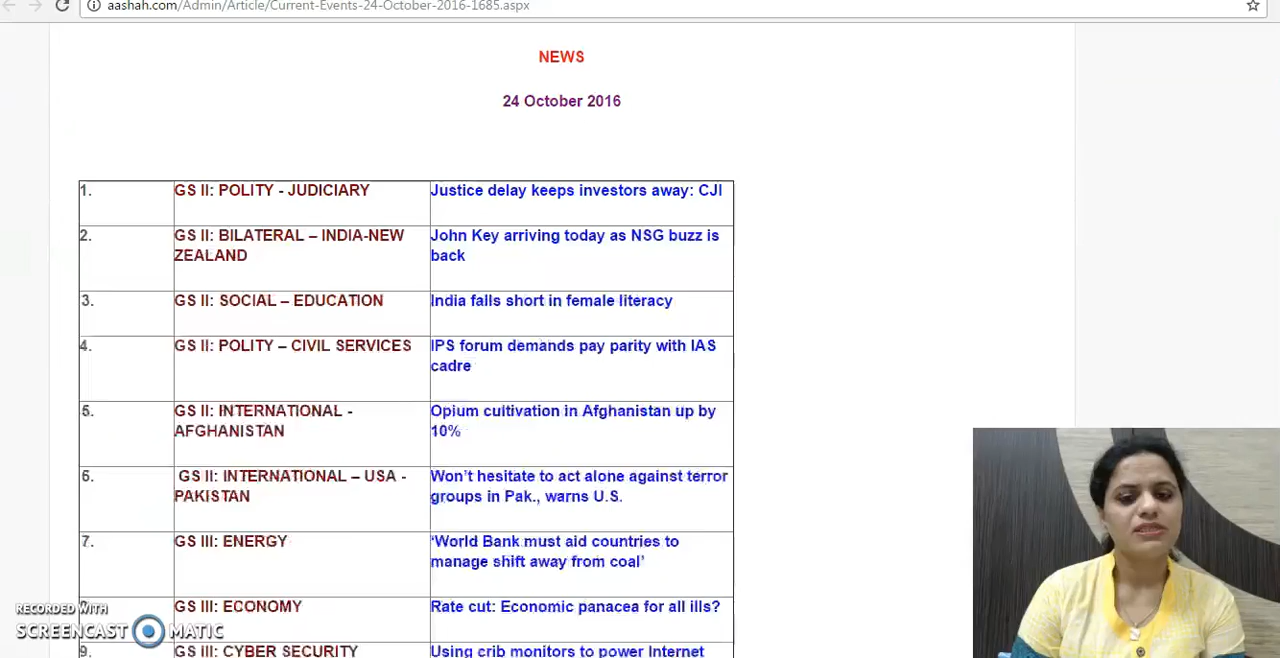 aashah.com/Admin/Article/Current-Events-24-October-2016-1685.aspx
NEWS
24 October 2016
1. GS II: POLITY - JUDICIARY Justice delay keeps investors away: CJI
2. GS II: BILATERAL – INDIA-NEW John Key arriving today as NSG buzz is
ZEALAND back
3. GS II: SOCIAL – EDUCATION India falls short in female literacy
4. GS II: POLITY – CIVIL SERVICES IPS forum demands pay parity with IAS
cadre
5. GS II: INTERNATIONAL - Opium cultivation in Afghanistan up by
AFGHANISTAN 10%
6. GS II: INTERNATIONAL – USA - Won’t hesitate to act alone against terror
PAKISTAN groups in Pak., warns U.S.
7. GS III: ENERGY ‘World Bank must aid countries to
manage shift away from coal’
GS III: ECONOMY Rate cut: Economic panacea for all ills?
9. GS III: CYBER SECURITY Using crib monitors to power Internet
RECORDED WITH
SCREENCAST MATIC